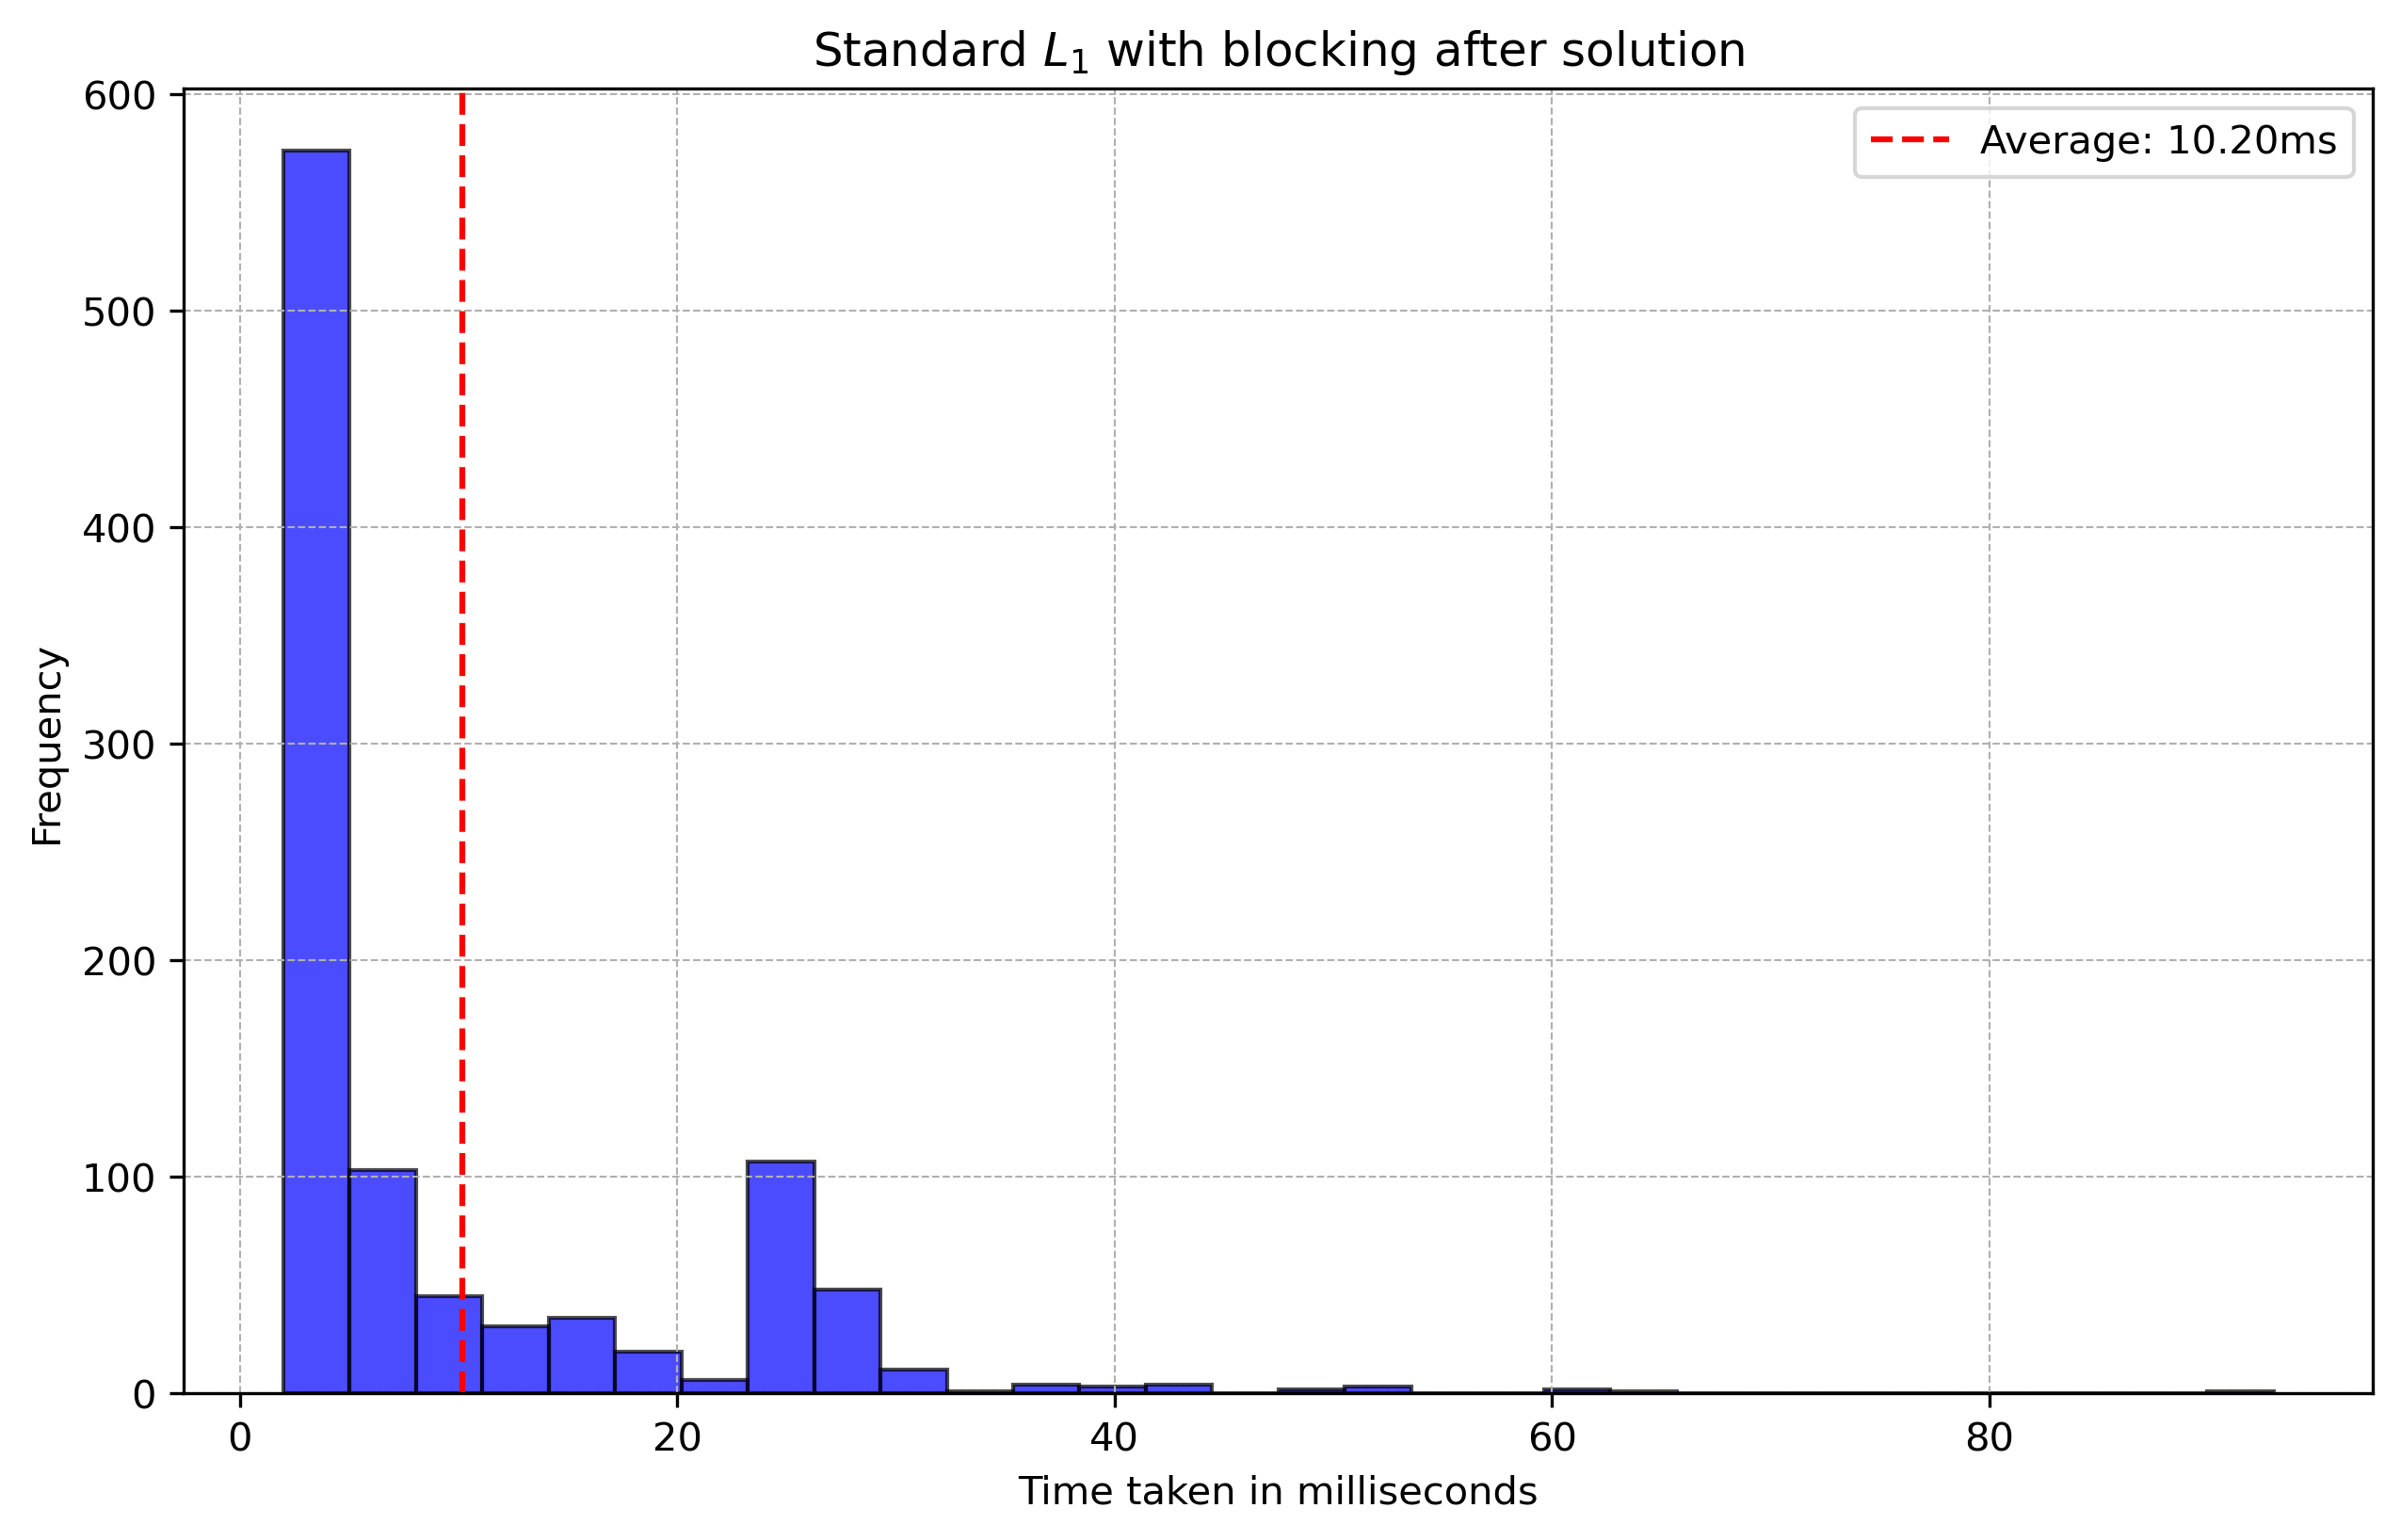 Standard L₁ with blocking after solution
Average: 10.20ms
Frequency
600
500
400
300
200
100
0
0 20 40 60 80
Time taken in milliseconds